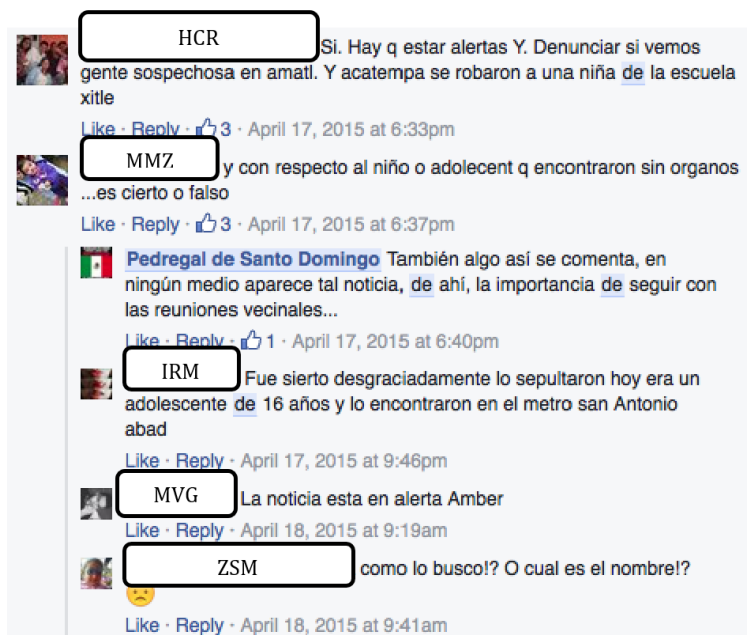 HCR Si. Hay q estar alertas Y. Denunciar si vemos
gente sospechosa en amatl. Y acatempa se robaron a una niña de la escuela
xitle
Like · Reply · 3 · April 17, 2015 at 6:33pm
MMZ y con respecto al niño o adolecent q encontraron sin organos
...es cierto o falso
Like · Reply · 3 · April 17, 2015 at 6:37pm
Pedregal de Santo Domingo También algo así se comenta, en
ningún medio aparece tal noticia, de ahí, la importancia de seguir con
las reuniones vecinales...
Like · Reply · 1 · April 17, 2015 at 6:40pm
IRM Fue sierto desgraciadamente lo sepultaron hoy era un
adolescente de 16 años y lo encontraron en el metro san Antonio
abad
Like · Reply · April 17, 2015 at 9:46pm
MVG La noticia esta en alerta Amber
Like · Reply · April 18, 2015 at 9:19am
ZSM como lo busco!? O cual es el nombre!?
Like · Reply · April 18, 2015 at 9:41am